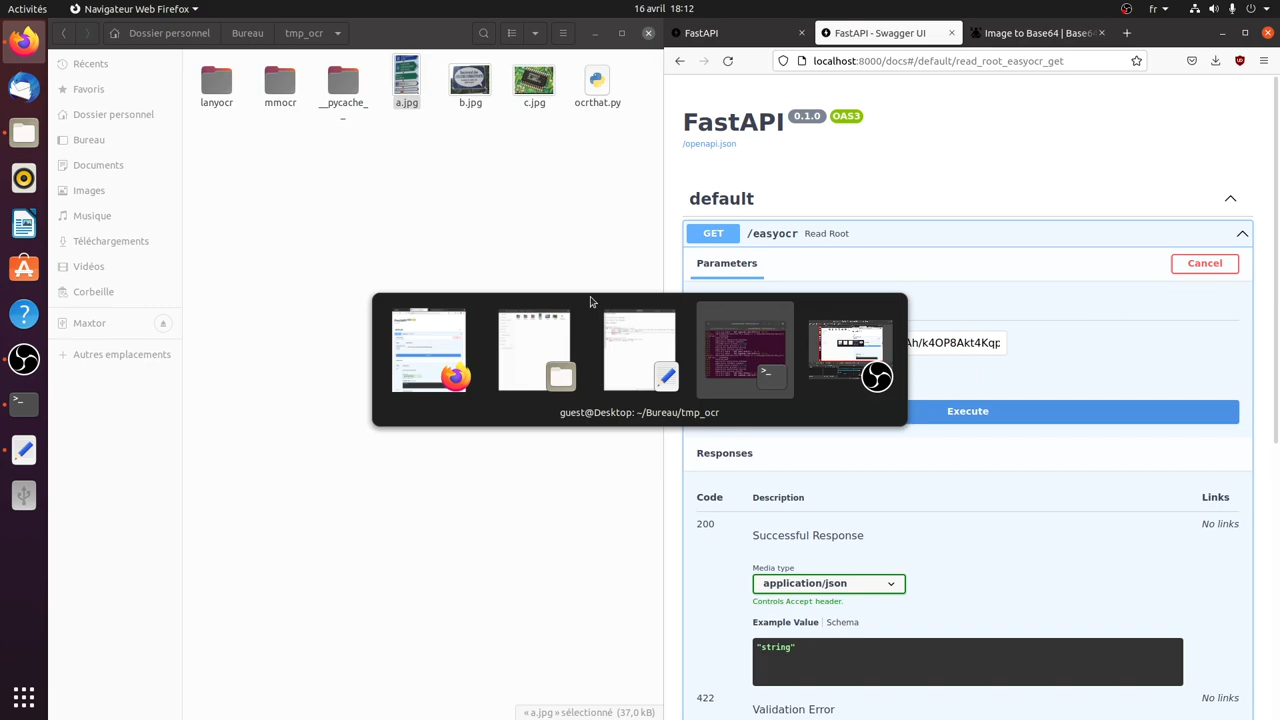 Activités
Navigateur Web Firefox
16 avril 18:12
fr
Dossier personnel
Bureau
tmp_ocr
Récents
Favoris
Dossier personnel
Bureau
Documents
Images
Musique
Téléchargements
Vidéos
Corbeille
Maxtor
+ Autres emplacements
lanyocr
mmocr
__pycache_
_
a.jpg
b.jpg
c.jpg
ocrthat.py
« a.jpg » sélectionné (37,0 kB)
FastAPI
FastAPI - Swagger UI
Image to Base64 | Base6
localhost:8000/docs#/default/read_root_easyocr_get
FastAPI 0.1.0 OAS3
/openapi.json
default
GET /easyocr Read Root
Parameters
Cancel
Ah/k4OP8Akt4Kqp
guest@Desktop: ~/Bureau/tmp_ocr
Execute
Responses
Code Description Links
200 No links
Successful Response
Media type
application/json
Controls Accept header.
Example Value | Schema
"string"
422 No links
Validation Error